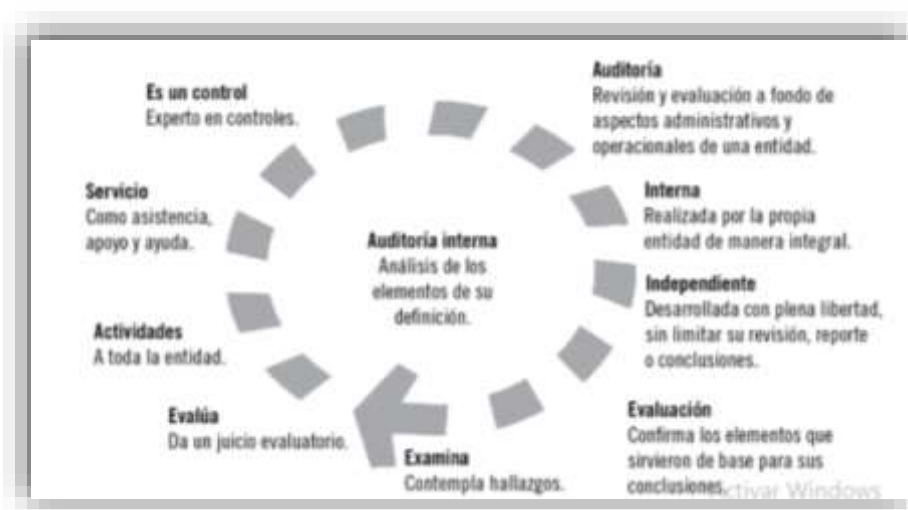 Auditoría
Revisión y evaluación a fondo de
aspectos administrativos y
operacionales de una entidad.
Interna
Realizada por la propia
entidad de manera integral.
Independiente
Desarrollada con plena libertad,
sin limitar su revisión, reporte
o conclusiones.
Evaluación
Confirma los elementos que
sirvieron de base para sus
conclusiones.
Examina
Contempla hallazgos.
Evalúa
Da un juicio evaluatorio.
Actividades
A toda la entidad.
Servicio
Como asistencia,
apoyo y ayuda.
Es un control
Experto en controles.
Auditoría interna
Análisis de los
elementos de su
definición.
ctivar Windows